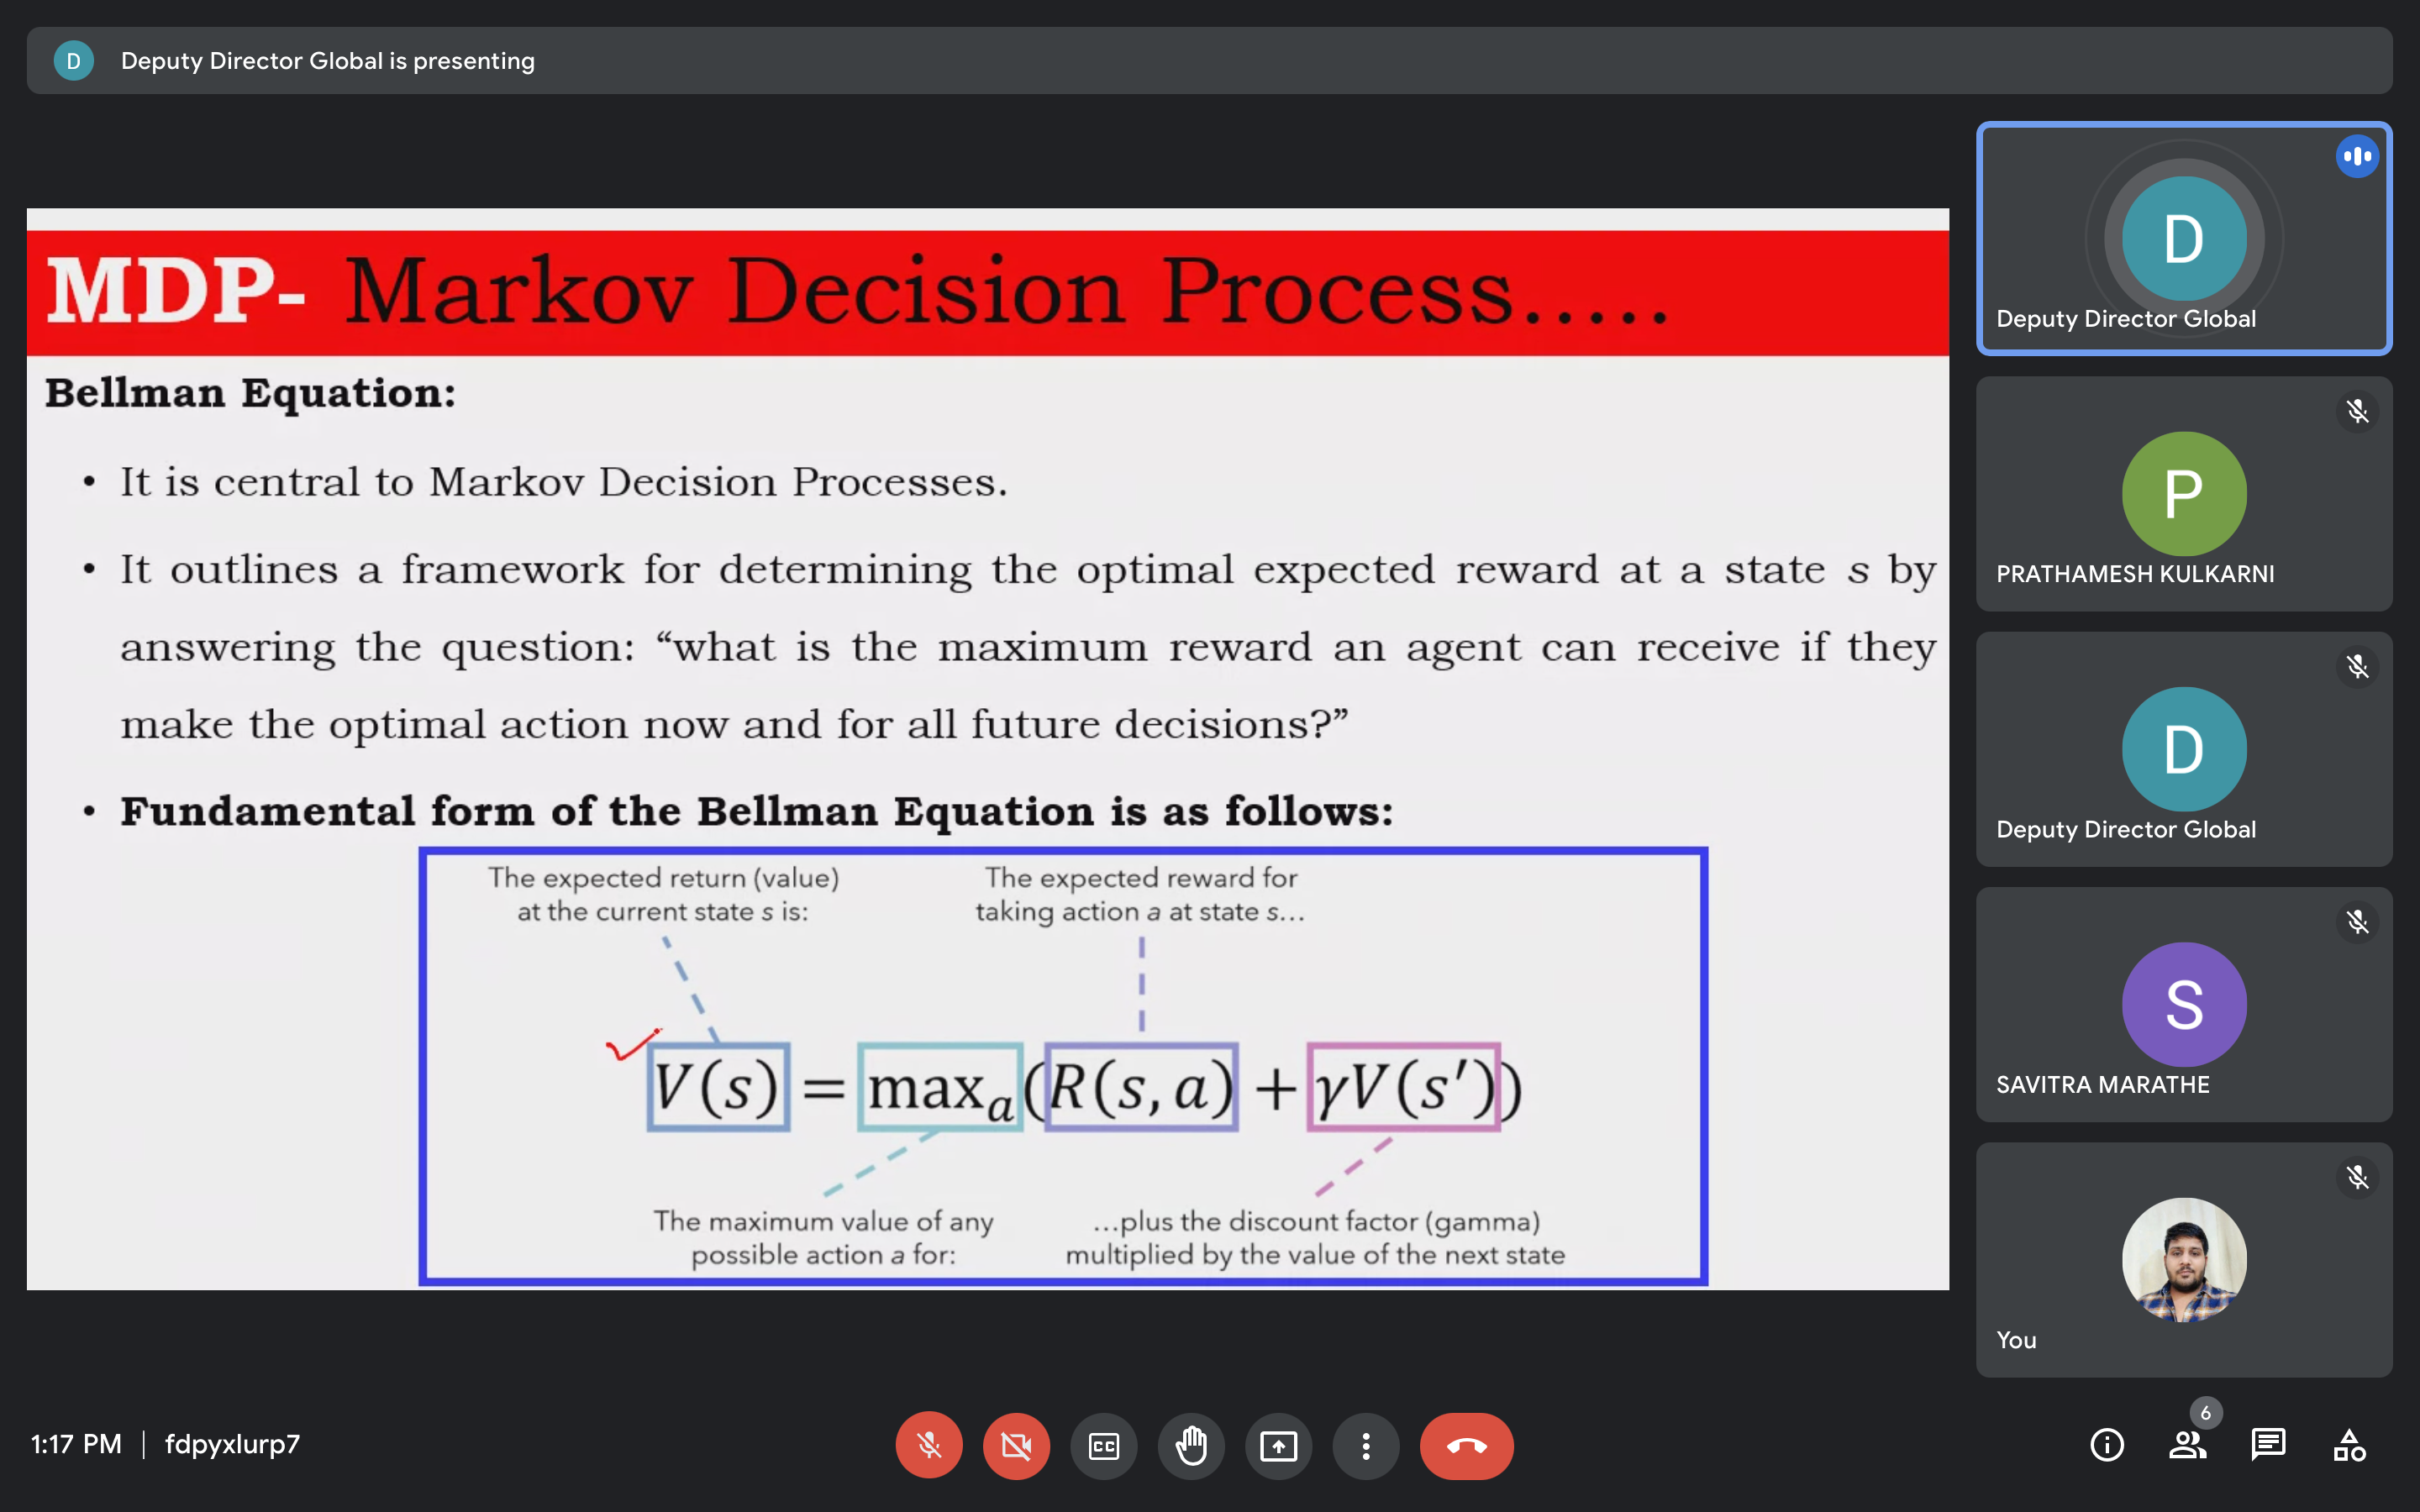 D Deputy Director Global is presenting
MDP- Markov Decision Process.....
Bellman Equation:
• It is central to Markov Decision Processes.
• It outlines a framework for determining the optimal expected reward at a state s by
answering the question: “what is the maximum reward an agent can receive if they
make the optimal action now and for all future decisions?”
• Fundamental form of the Bellman Equation is as follows:
The expected return (value)
at the current state s is:
The expected reward for
taking action a at state s...
V(s) = maxₐ(R(s, a) + γV(s′))
The maximum value of any
possible action a for:
...plus the discount factor (gamma)
multiplied by the value of the next state
D
Deputy Director Global
P
PRATHAMESH KULKARNI
D
Deputy Director Global
S
SAVITRA MARATHE
You
1:17 PM | fdpyxlurp7
CC
6